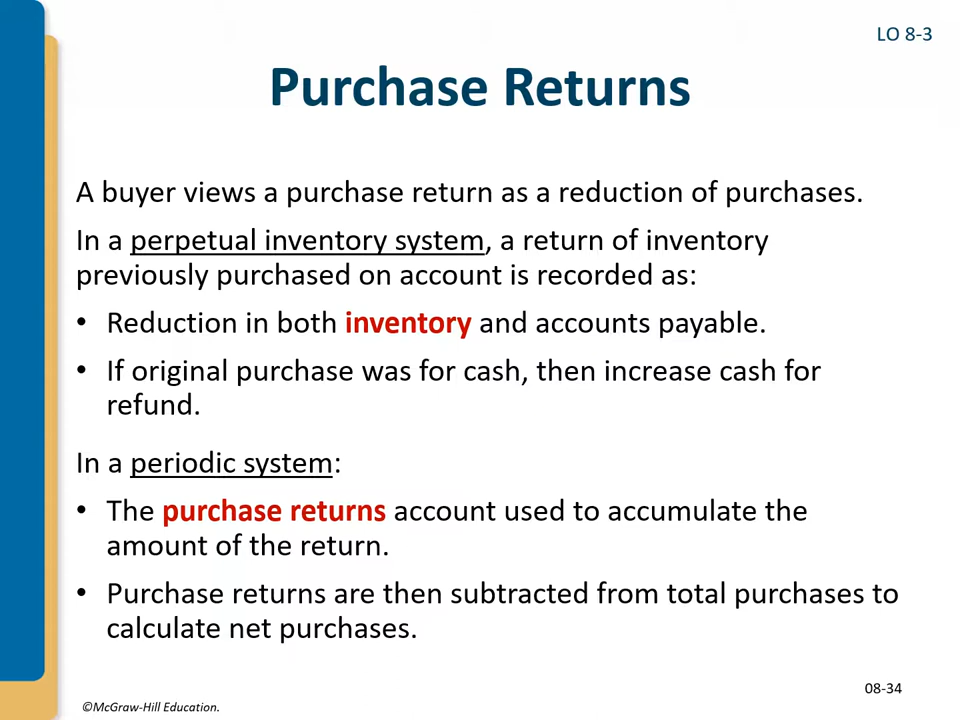 LO 8-3
Purchase Returns
A buyer views a purchase return as a reduction of purchases.
In a perpetual inventory system, a return of inventory
previously purchased on account is recorded as:
• Reduction in both inventory and accounts payable.
• If original purchase was for cash, then increase cash for
refund.
In a periodic system:
• The purchase returns account used to accumulate the
amount of the return.
• Purchase returns are then subtracted from total purchases to
calculate net purchases.
08-34
©McGraw-Hill Education.